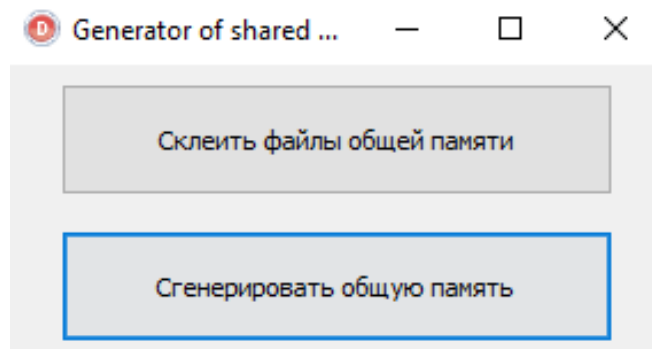 D Generator of shared ...
Склеить файлы общей памяти
Сгенерировать общую память